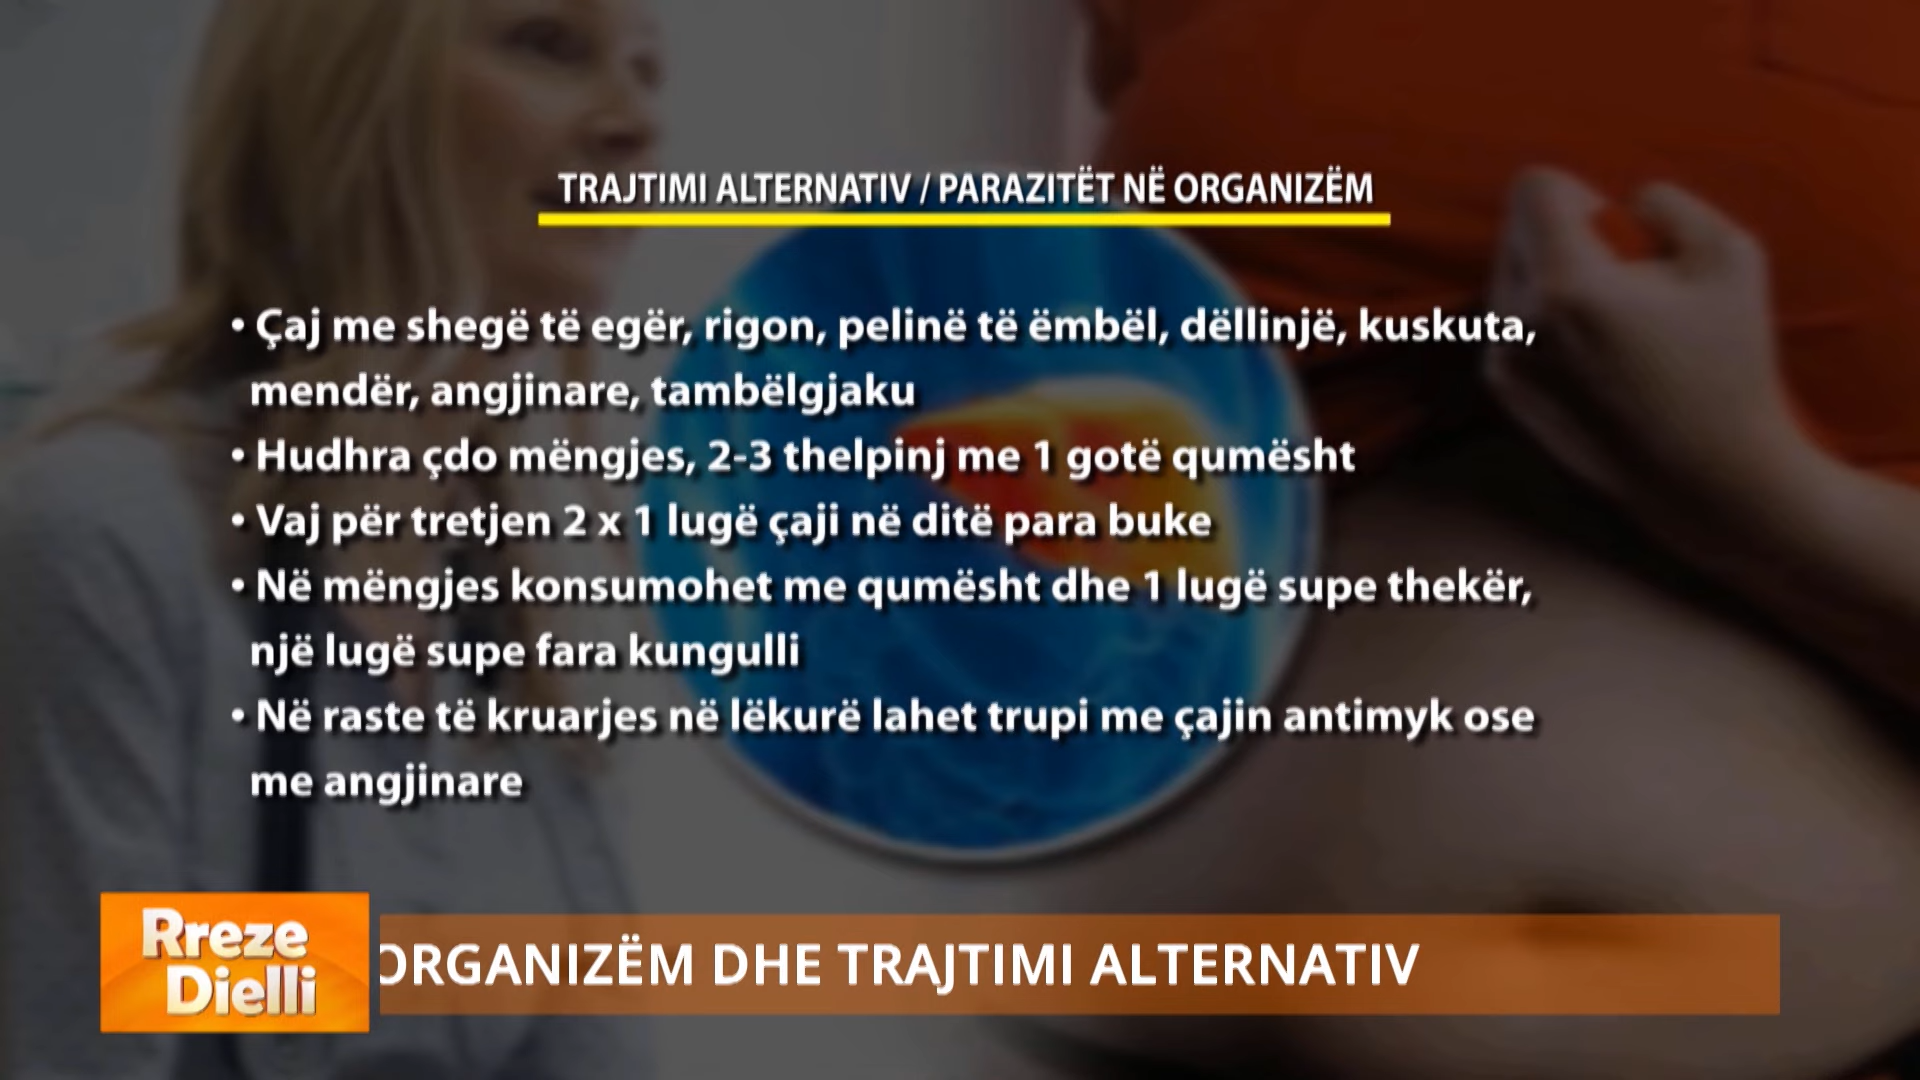 TRAJTIMI ALTERNATIV / PARAZITËT NË ORGANIZËM
• Çaj me shegë të egër, rigon, pelinë të ëmbël, dëllinjë, kuskuta,
mendër, angjinare, tambëlgjaku
• Hudhra çdo mëngjes, 2-3 thelpinj me 1 gotë qumësht
• Vaj për tretjen 2 x 1 lugë çaji në ditë para buke
• Në mëngjes konsumohet me qumësht dhe 1 lugë supe thekër,
një lugë supe fara kungulli
• Në raste të kruarjes në lëkurë lahet trupi me çajin antimyk ose
me angjinare
Rreze
Dielli
ORGANIZËM DHE TRAJTIMI ALTERNATIV